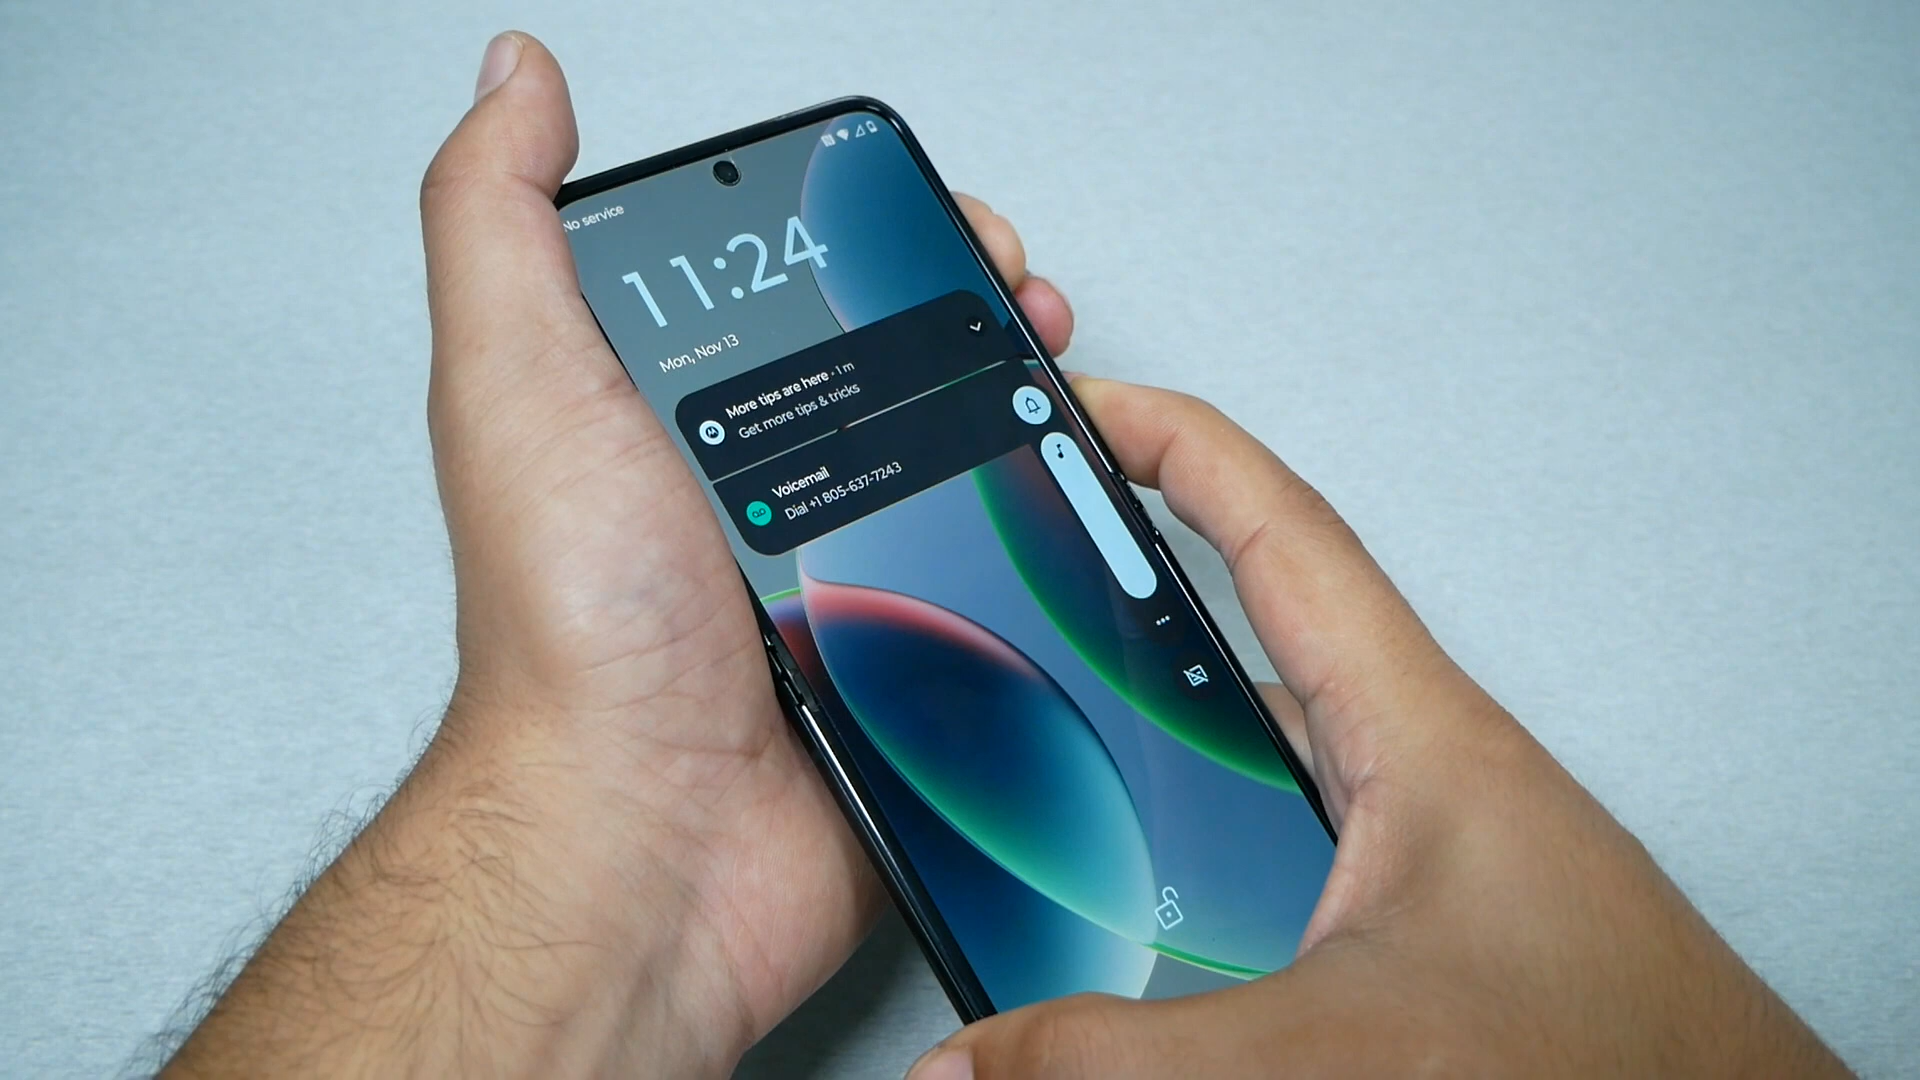 No service
11:24
Mon, Nov 13
More tips are here · 1m
Get more tips & tricks
Voicemail
Dial +1 805-637-7243